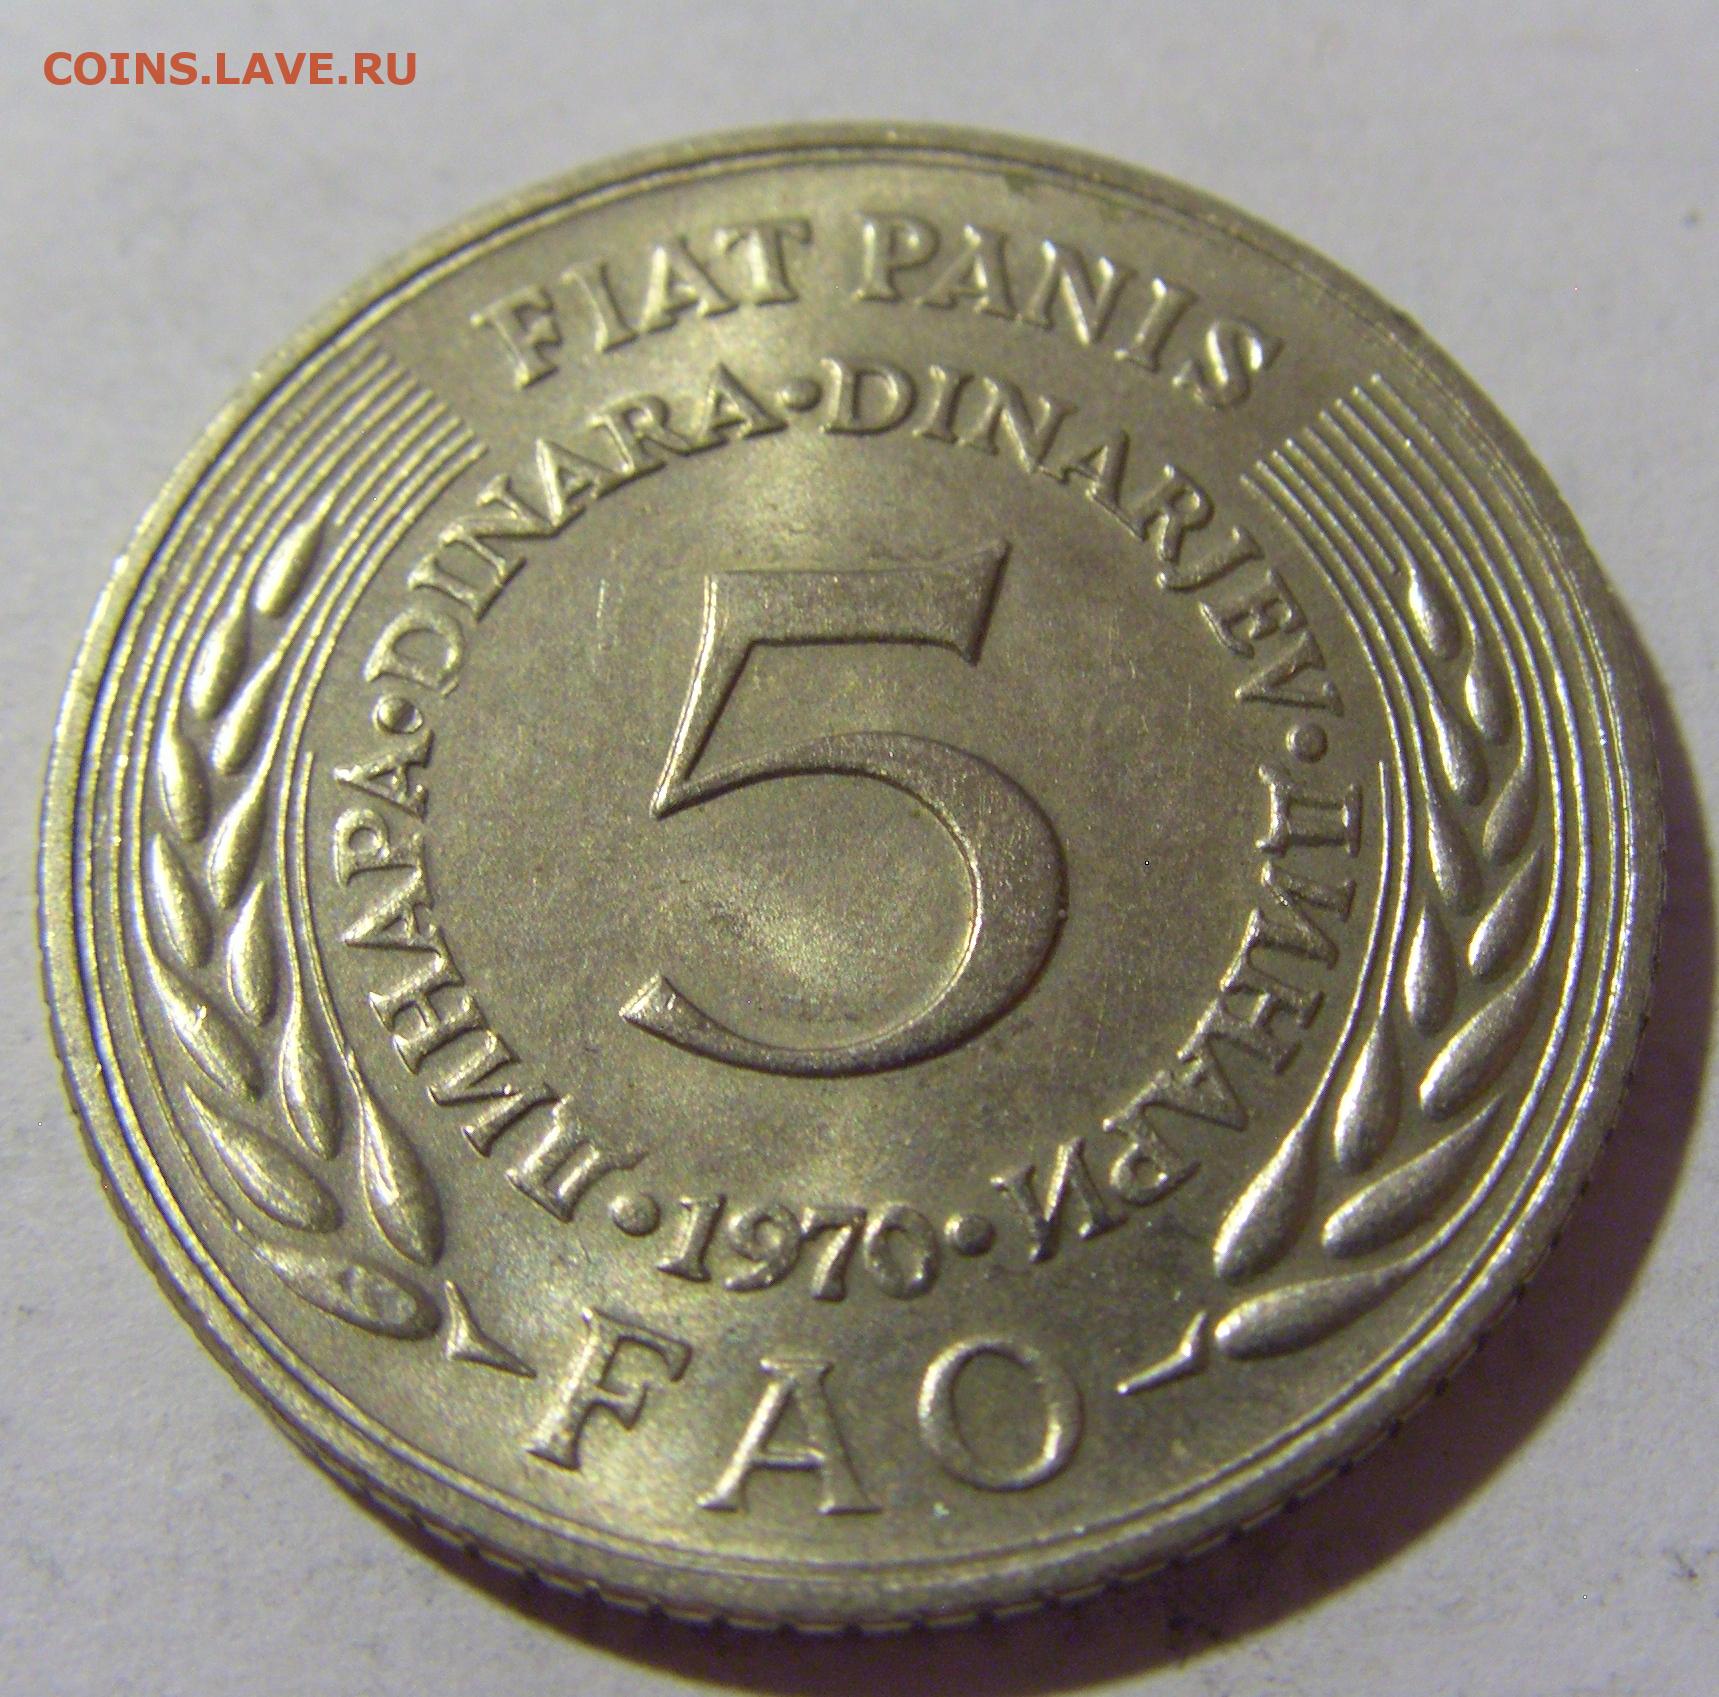 COINS.LAVE.RU
FIAT PANIS
ДИНАРА•DINARA•DINARJEV•ДИНАРИ•1970•
5
FAO